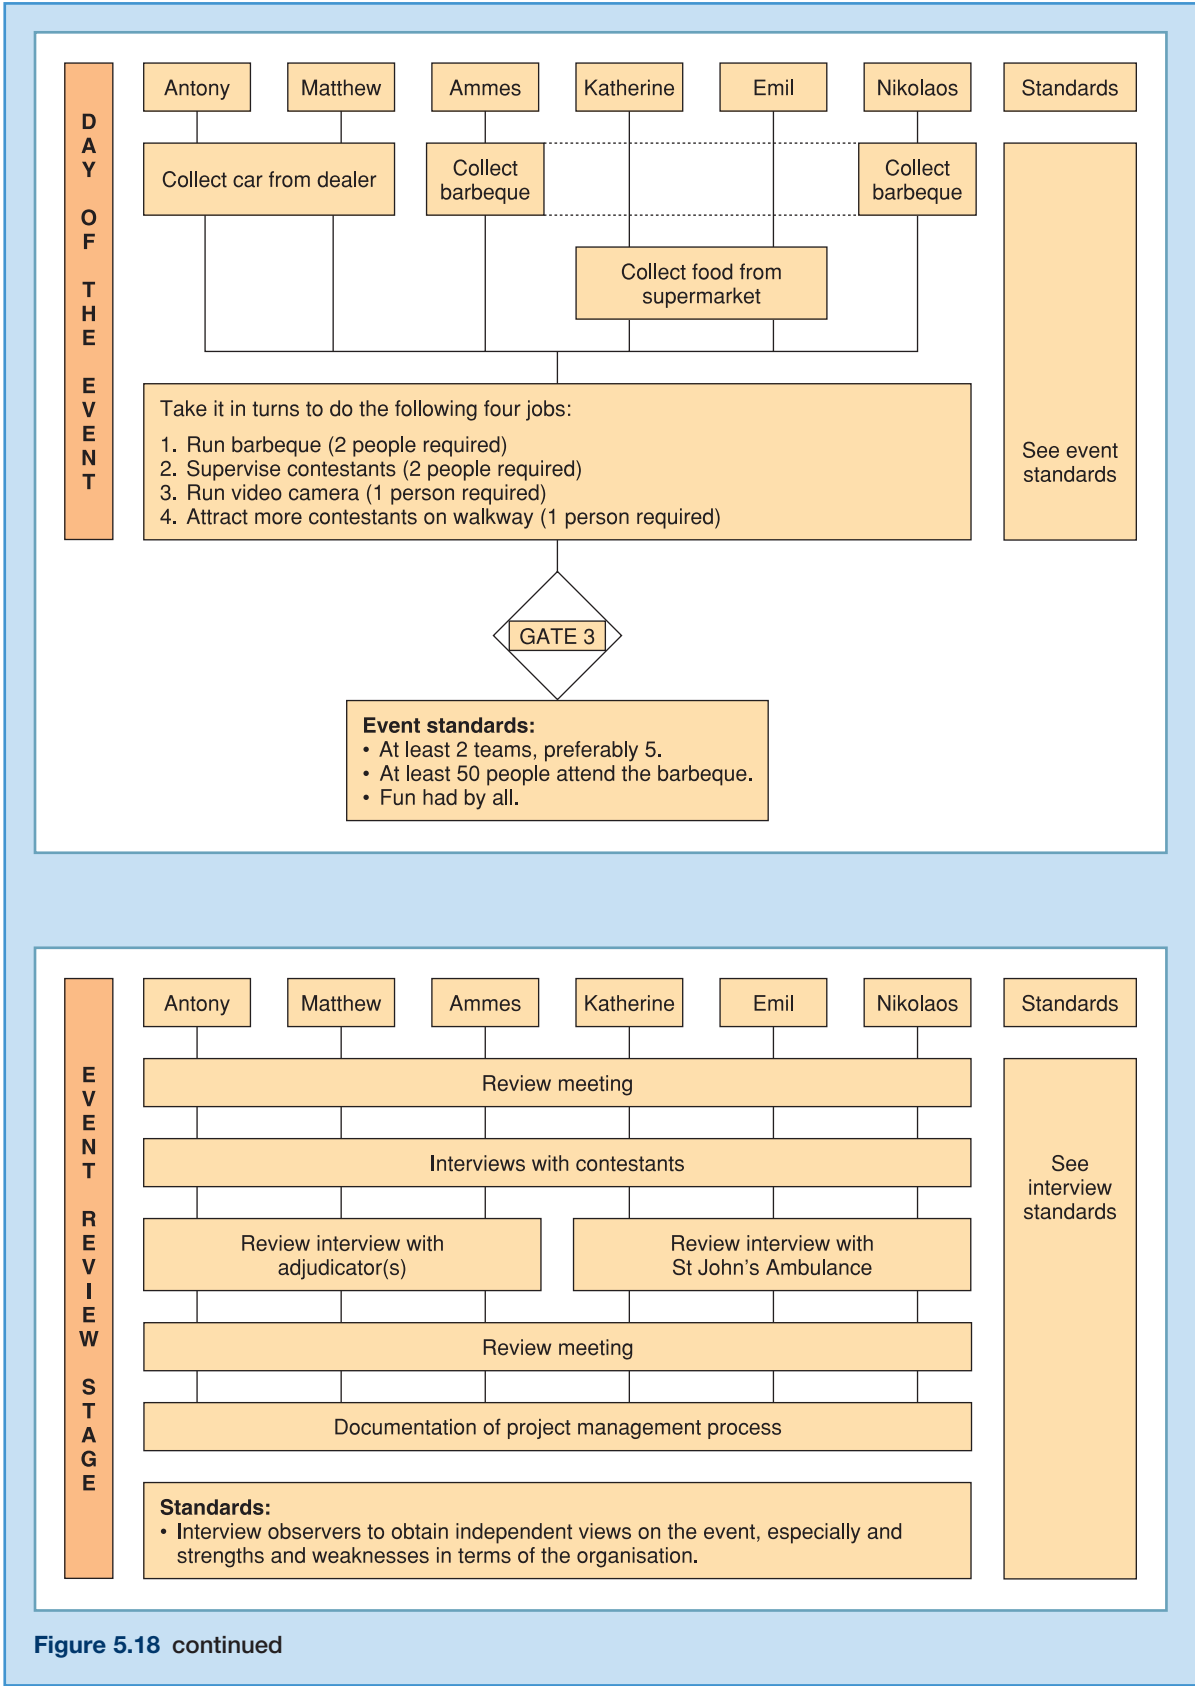 DAY OF THE EVENT
Antony
Matthew
Ammes
Katherine
Emil
Nikolaos
Standards
Collect car from dealer
Collect
barbeque
Collect
barbeque
Collect food from
supermarket
Take it in turns to do the following four jobs:
1. Run barbeque (2 people required)
2. Supervise contestants (2 people required)
3. Run video camera (1 person required)
4. Attract more contestants on walkway (1 person required)
See event
standards
GATE 3
Event standards:
• At least 2 teams, preferably 5.
• At least 50 people attend the barbeque.
• Fun had by all.
EVENT REVIEW STAGE
Antony
Matthew
Ammes
Katherine
Emil
Nikolaos
Standards
Review meeting
Interviews with contestants
See
interview
standards
Review interview with
adjudicator(s)
Review interview with
St John's Ambulance
Review meeting
Documentation of project management process
Standards:
• Interview observers to obtain independent views on the event, especially and
strengths and weaknesses in terms of the organisation.
Figure 5.18 continued